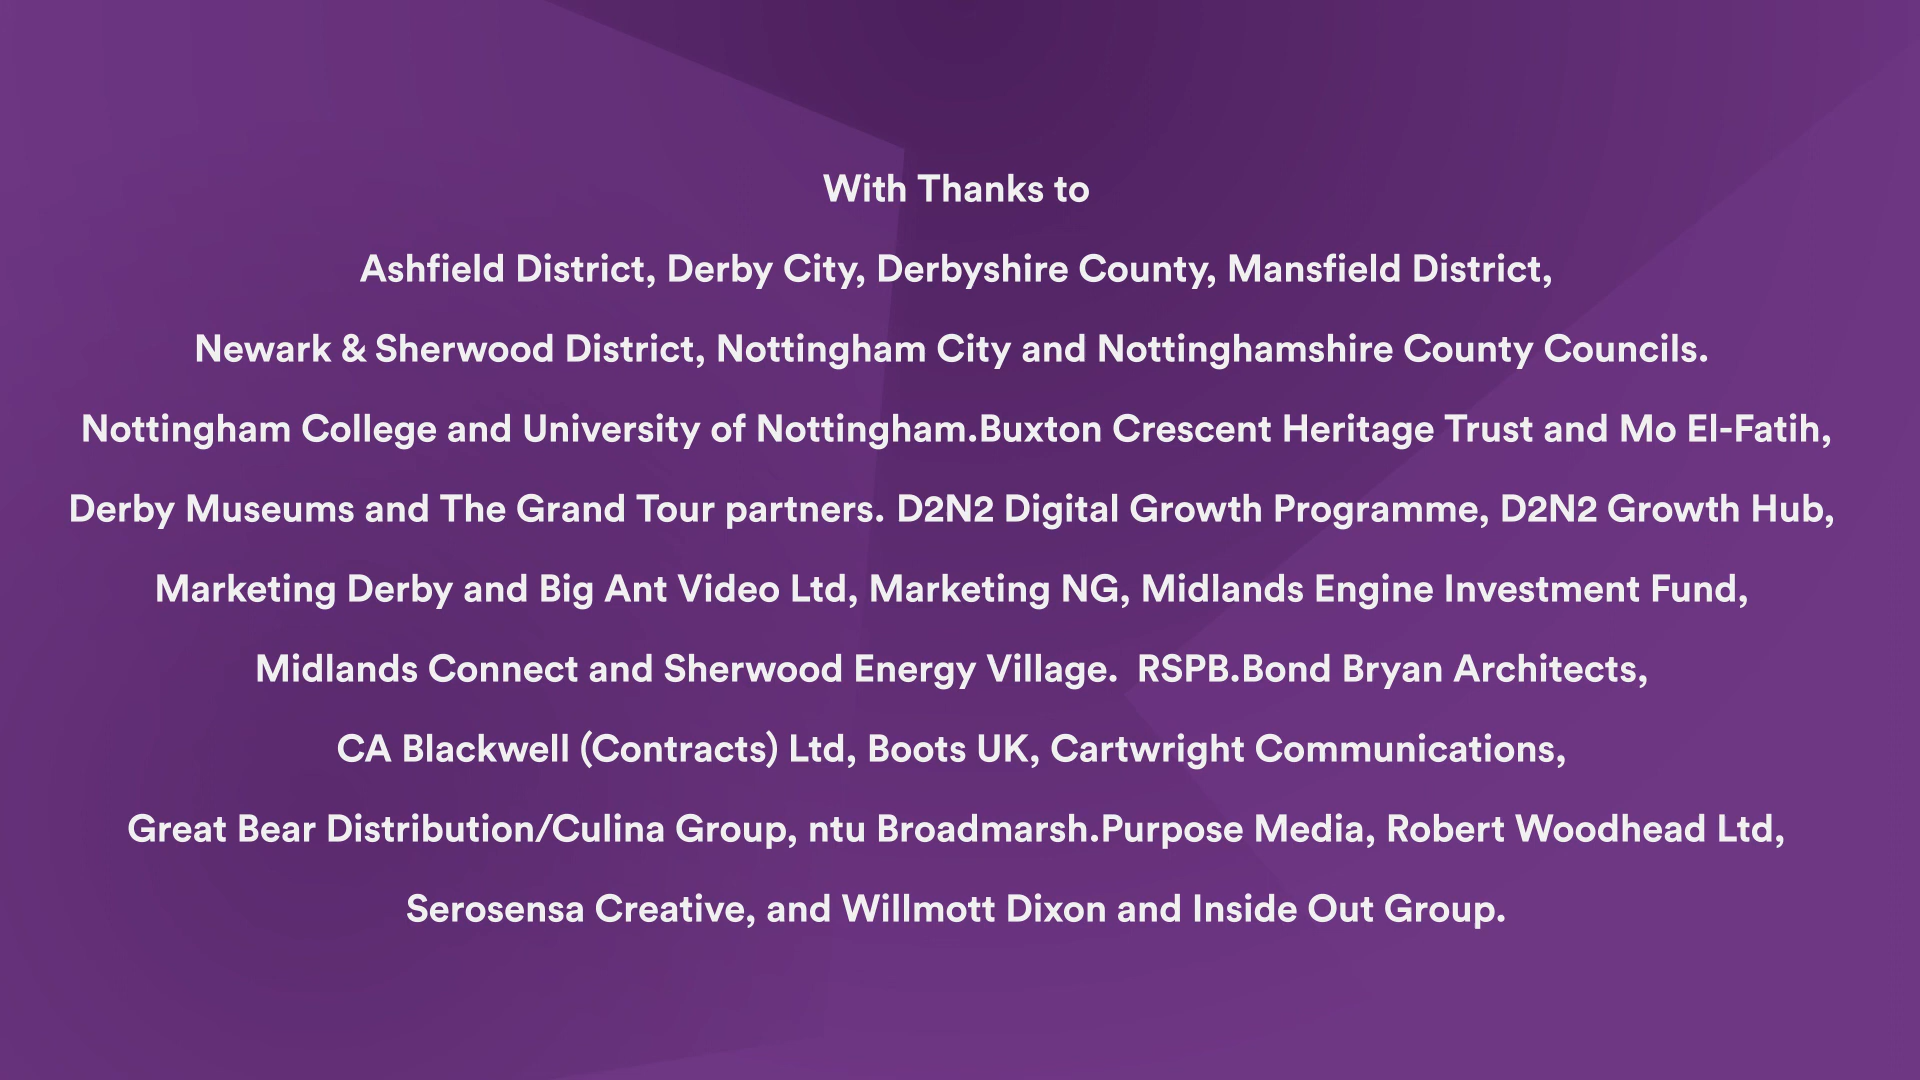 With Thanks to
Ashfield District, Derby City, Derbyshire County, Mansfield District,
Newark & Sherwood District, Nottingham City and Nottinghamshire County Councils.
Nottingham College and University of Nottingham.Buxton Crescent Heritage Trust and Mo El-Fatih,
Derby Museums and The Grand Tour partners. D2N2 Digital Growth Programme, D2N2 Growth Hub,
Marketing Derby and Big Ant Video Ltd, Marketing NG, Midlands Engine Investment Fund,
Midlands Connect and Sherwood Energy Village.  RSPB.Bond Bryan Architects,
CA Blackwell (Contracts) Ltd, Boots UK, Cartwright Communications,
Great Bear Distribution/Culina Group, ntu Broadmarsh.Purpose Media, Robert Woodhead Ltd,
Serosensa Creative, and Willmott Dixon and Inside Out Group.